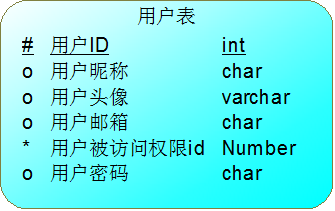 用户表
# 用户ID int
o 用户昵称 char
o 用户头像 varchar
o 用户邮箱 char
* 用户被访问权限id Number
o 用户密码 char